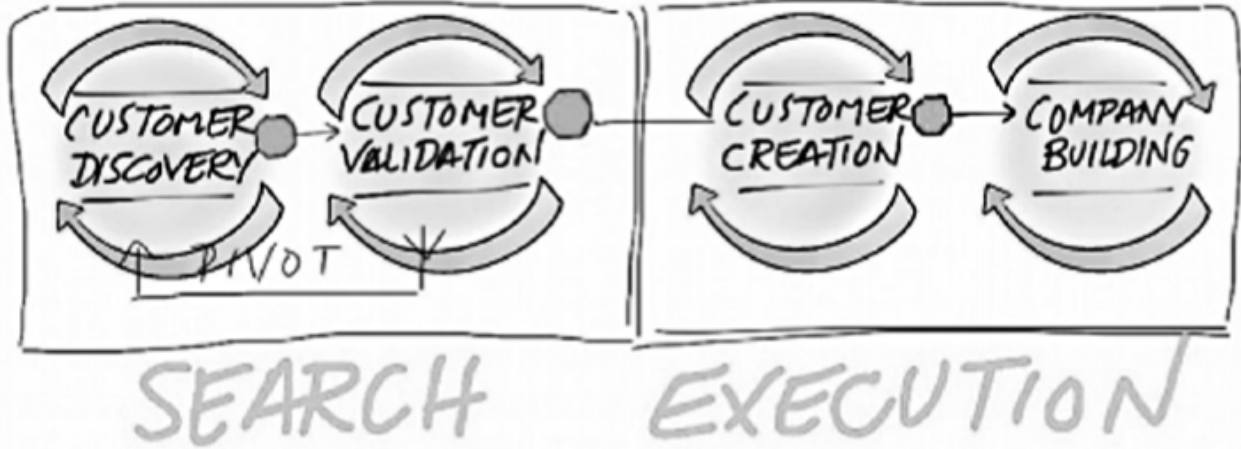 CUSTOMER
DISCOVERY
CUSTOMER
VALIDATION
PIVOT
CUSTOMER
CREATION
COMPANY
BUILDING
SEARCH
EXECUTION